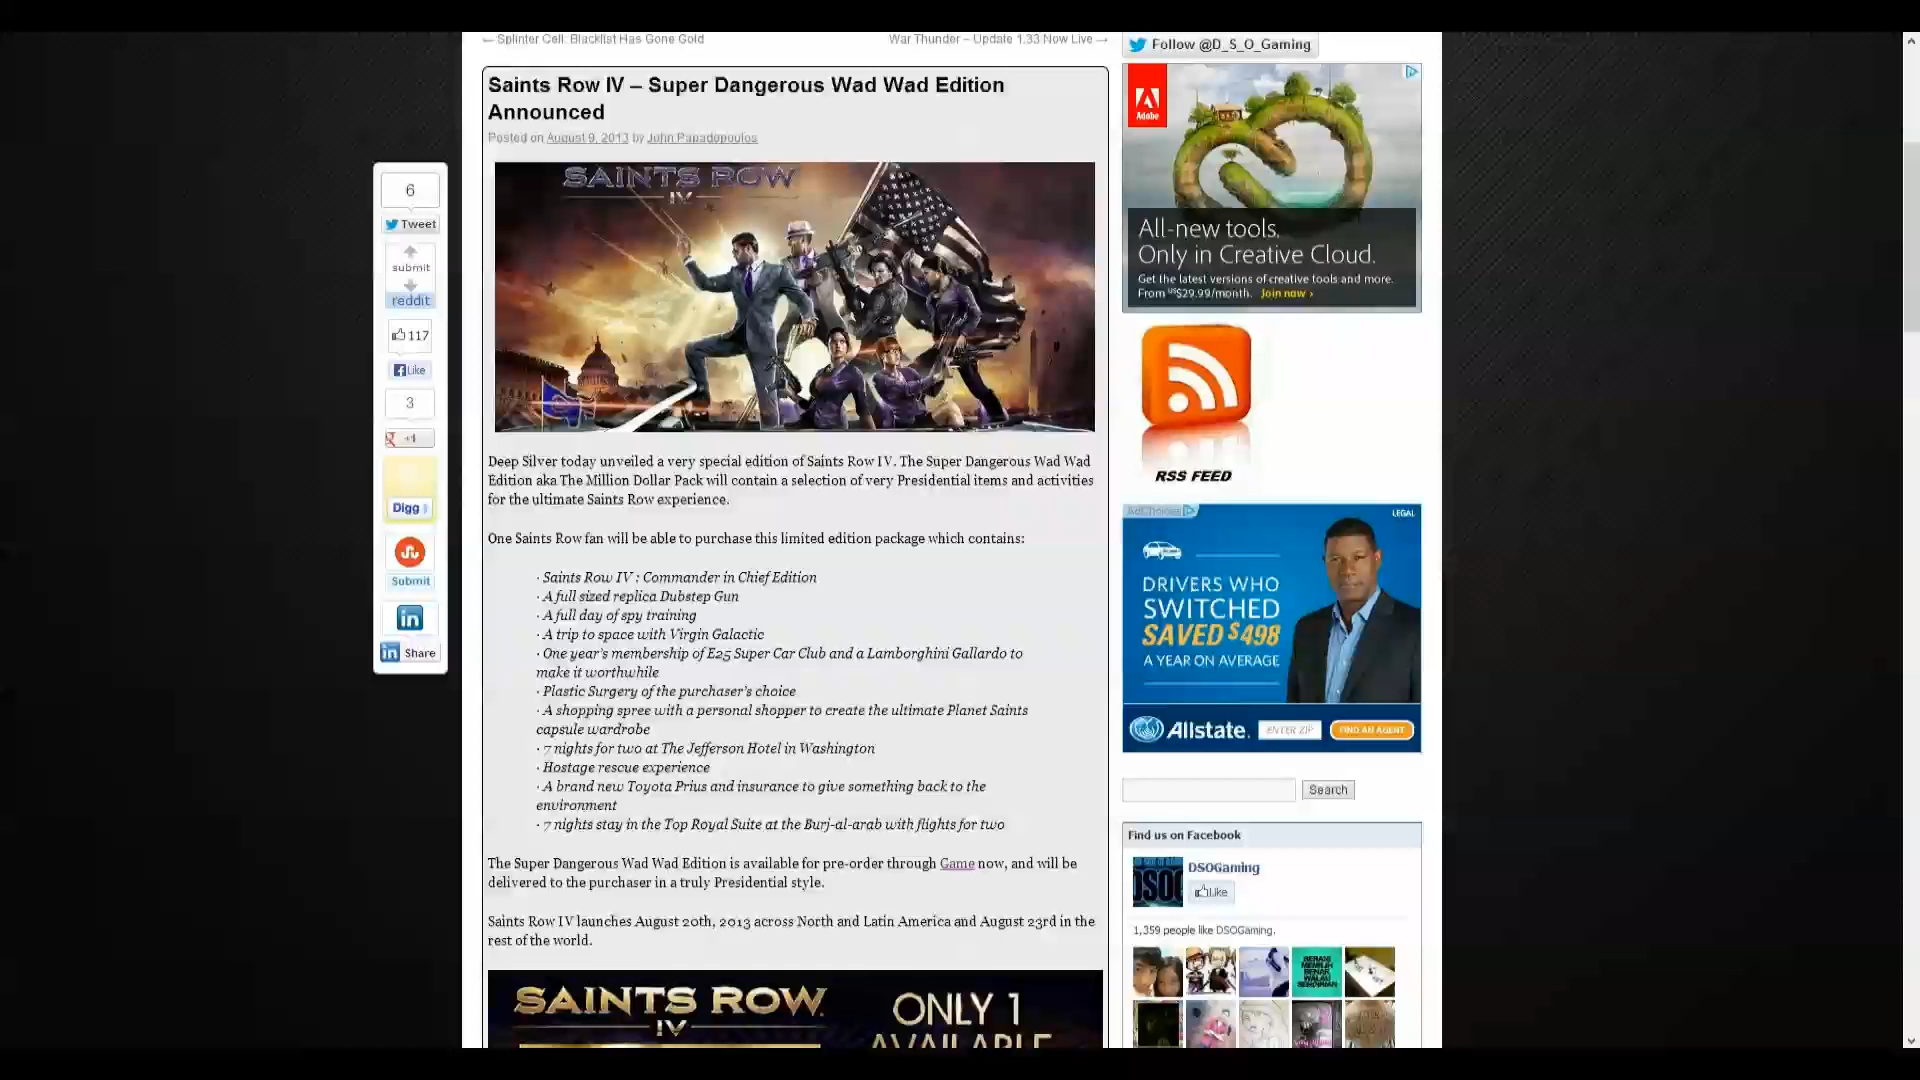 ← Splinter Cell: Blacklist Has Gone Gold
War Thunder – Update 1.33 Now Live →
Saints Row IV – Super Dangerous Wad Wad Edition
Announced
Posted on August 9, 2013 by John Papadopoulos
SAINTS ROW
IV
Deep Silver today unveiled a very special edition of Saints Row IV. The Super Dangerous Wad Wad
Edition aka The Million Dollar Pack will contain a selection of very Presidential items and activities
for the ultimate Saints Row experience.
One Saints Row fan will be able to purchase this limited edition package which contains:
· Saints Row IV : Commander in Chief Edition
· A full sized replica Dubstep Gun
· A full day of spy training
· A trip to space with Virgin Galactic
· One year's membership of E25 Super Car Club and a Lamborghini Gallardo to
make it worthwhile
· Plastic Surgery of the purchaser's choice
· A shopping spree with a personal shopper to create the ultimate Planet Saints
capsule wardrobe
· 7 nights for two at The Jefferson Hotel in Washington
· Hostage rescue experience
· A brand new Toyota Prius and insurance to give something back to the
environment
· 7 nights stay in the Top Royal Suite at the Burj-al-arab with flights for two
The Super Dangerous Wad Wad Edition is available for pre-order through Game now, and will be
delivered to the purchaser in a truly Presidential style.
Saints Row IV launches August 20th, 2013 across North and Latin America and August 23rd in the
rest of the world.
SAINTS ROW
IV
ONLY 1
AVAILABLE
6
Tweet
submit
reddit
117
Like
3
+1
Digg
Submit
in
in Share
Follow @D_S_O_Gaming
Adobe
All-new tools.
Only in Creative Cloud.
Get the latest versions of creative tools and more.
From US$29.99/month. Join now ›
RSS FEED
AdChoices
LEGAL
DRIVERS WHO
SWITCHED
SAVED $498
A YEAR ON AVERAGE
Allstate.
ENTER ZIP
FIND AN AGENT
Search
Find us on Facebook
DSOG
DSOGaming
Like
1,359 people like DSOGaming.
BERANI
MEMILIH
BENAR
WALAU
SENDIRIAN